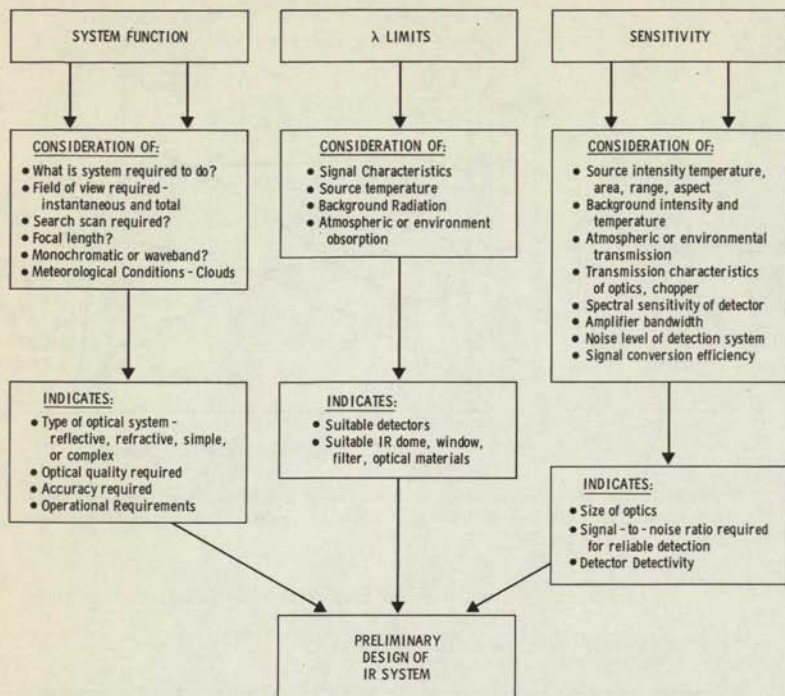 SYSTEM FUNCTION
CONSIDERATION OF:
• What is system required to do?
• Field of view required -
instantaneous and total
• Search scan required?
• Focal length?
• Monochromatic or waveband?
• Meteorological Conditions - Clouds
INDICATES:
• Type of optical system -
reflective, refractive, simple,
or complex
• Optical quality required
• Accuracy required
• Operational Requirements
λ LIMITS
CONSIDERATION OF:
• Signal Characteristics
• Source temperature
• Background Radiation
• Atmospheric or environment
obsorption
INDICATES:
• Suitable detectors
• Suitable IR dome, window,
filter, optical materials
SENSITIVITY
CONSIDERATION OF:
• Source intensity temperature,
area, range, aspect
• Background intensity and
temperature
• Atmospheric or environmental
transmission
• Transmission characteristics
of optics, chopper
• Spectral sensitivity of detector
• Amplifier bandwidth
• Noise level of detection system
• Signal conversion efficiency
INDICATES:
• Size of optics
• Signal - to - noise ratio required
for reliable detection
• Detector Detectivity
PRELIMINARY
DESIGN OF
IR SYSTEM